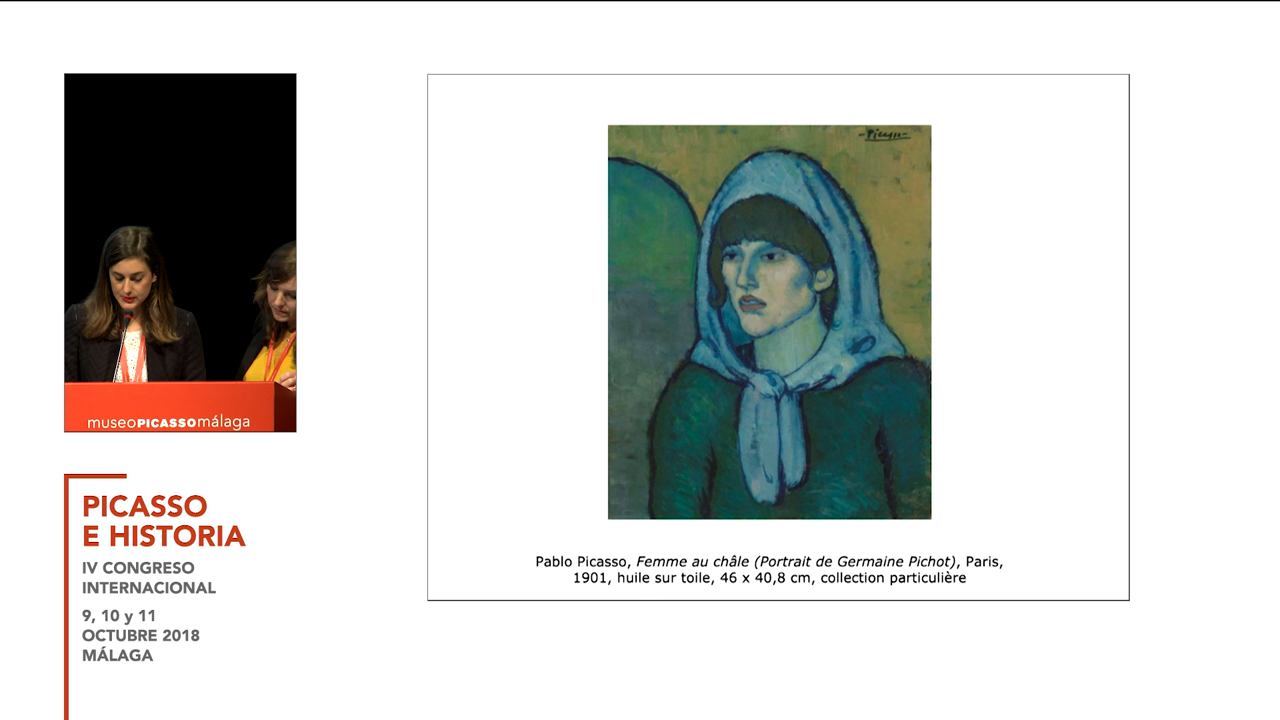 museoPICASSOmálaga
PICASSO
E HISTORIA
IV CONGRESO
INTERNACIONAL
9, 10 y 11
OCTUBRE 2018
MÁLAGA
-Picasso-
Pablo Picasso, Femme au châle (Portrait de Germaine Pichot), Paris,
1901, huile sur toile, 46 x 40,8 cm, collection particulière